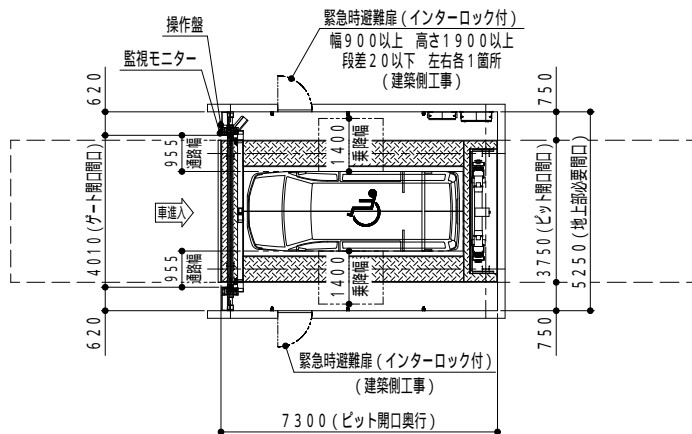 操作盤
監視モニター
緊急時避難扉(インターロック付)
幅900以上 高さ1900以上
段差20以下 左右各1箇所
(建築側工事)
620
750
955
通路幅
1400
乗降幅
車進入
4010(ゲート開口間口)
3750(ピット開口間口)
5250(地上部必要間口)
955
通路幅
1400
乗降幅
620
750
緊急時避難扉(インターロック付)
(建築側工事)
7300(ピット開口奥行)